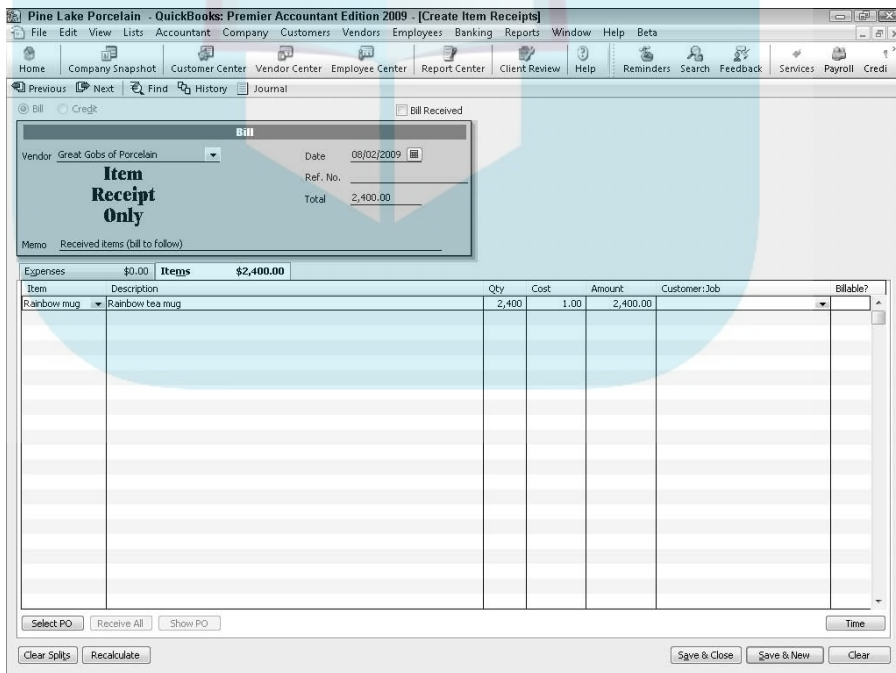 Pine Lake Porcelain - QuickBooks: Premier Accountant Edition 2009 - [Create Item Receipts]
File Edit View Lists Accountant Company Customers Vendors Employees Banking Reports Window Help Beta
Home Company Snapshot Customer Center Vendor Center Employee Center Report Center Client Review Help Reminders Search Feedback Services Payroll Credi
Previous Next Find History Journal
Bill Credit Bill Received
Bill
Vendor Great Gobs of Porcelain Date 08/02/2009
Item Receipt Only
Ref. No.
Total 2,400.00
Memo Received items (bill to follow)
Expenses $0.00 Items $2,400.00
Item Description Qty Cost Amount Customer:Job Billable?
Rainbow mug Rainbow tea mug 2,400 1.00 2,400.00
Select PO Receive All Show PO Time
Clear Splits Recalculate Save & Close Save & New Clear